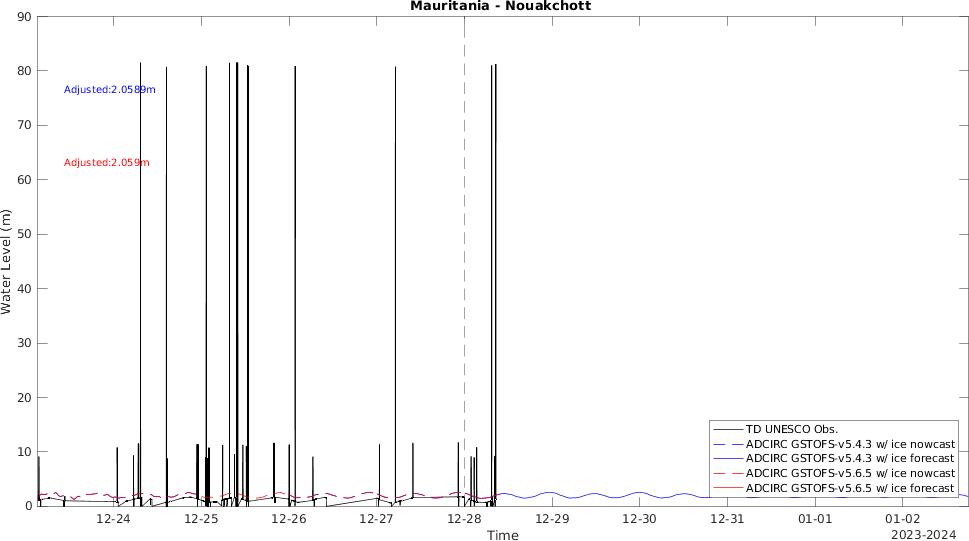 Mauritania - Nouakchott
90
80
70
60
50
40
30
20
10
0
Water Level (m)
Adjusted:2.0589m
Adjusted:2.059m
TD UNESCO Obs.
ADCIRC GSTOFS-v5.4.3 w/ ice nowcast
ADCIRC GSTOFS-v5.4.3 w/ ice forecast
ADCIRC GSTOFS-v5.6.5 w/ ice nowcast
ADCIRC GSTOFS-v5.6.5 w/ ice forecast
12-24 12-25 12-26 12-27 12-28 12-29 12-30 12-31 01-01 01-02
Time
2023-2024